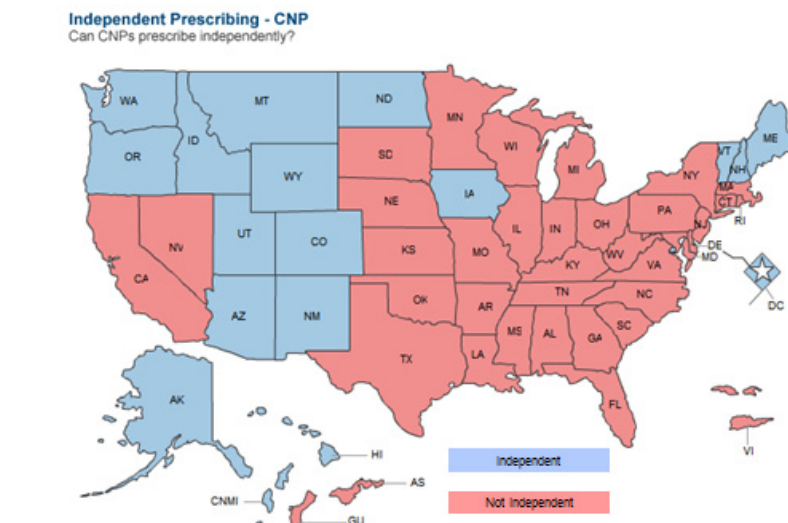 Independent Prescribing - CNP
Can CNPs prescribe independently?
WA
MT
ND
MN
OR
ID
SD
WI
MI
NY
VT
NH
ME
WY
IA
NE
MA
CT
RI
PA
NJ
NV
UT
CO
KS
MO
IL
IN
OH
WV
DE
MD
VA
KY
CA
DC
AZ
NM
OK
AR
TN
NC
SC
TX
LA
MS
AL
GA
FL
AK
HI
VI
CNMI
AS
GU
Independent
Not Independent